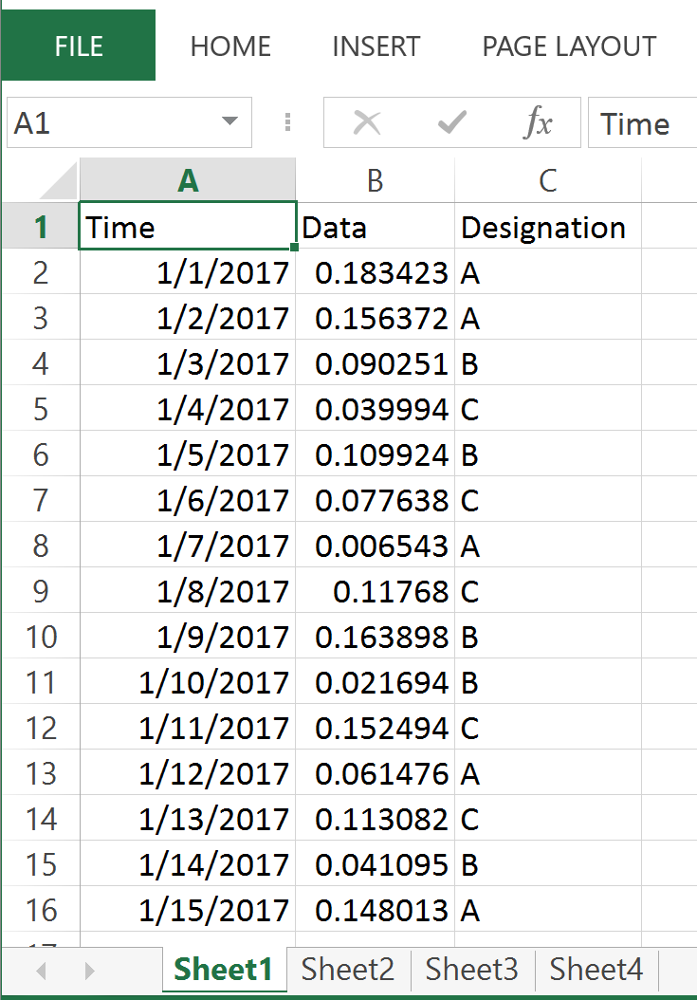 FILE HOME INSERT PAGE LAYOUT
A1 fx Time
A B C
1 Time Data Designation
2 1/1/2017 0.183423 A
3 1/2/2017 0.156372 A
4 1/3/2017 0.090251 B
5 1/4/2017 0.039994 C
6 1/5/2017 0.109924 B
7 1/6/2017 0.077638 C
8 1/7/2017 0.006543 A
9 1/8/2017 0.11768 C
10 1/9/2017 0.163898 B
11 1/10/2017 0.021694 B
12 1/11/2017 0.152494 C
13 1/12/2017 0.061476 A
14 1/13/2017 0.113082 C
15 1/14/2017 0.041095 B
16 1/15/2017 0.148013 A
17
Sheet1 Sheet2 Sheet3 Sheet4